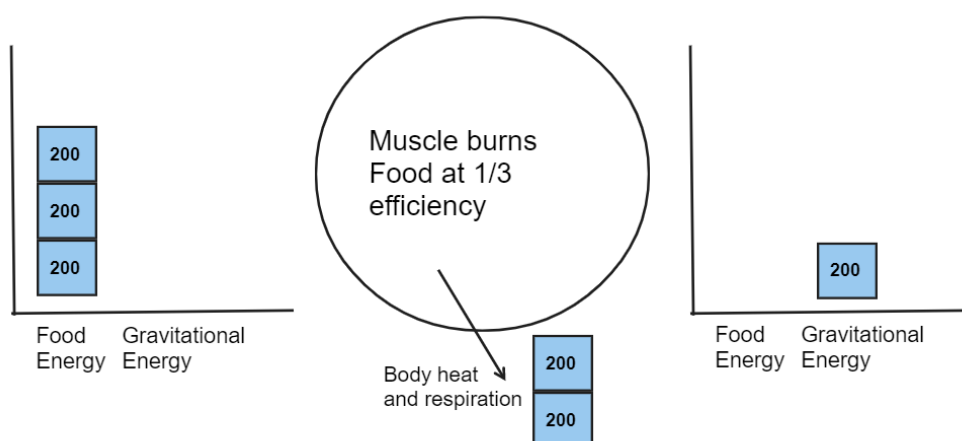 200
200
200
Food Gravitational
Energy Energy
Muscle burns
Food at 1/3
efficiency
Body heat
and respiration
200
200
200
Food Gravitational
Energy Energy